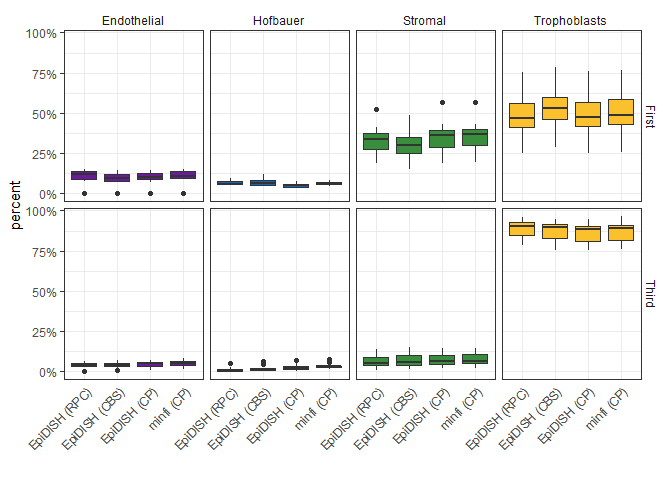 Endothelial Hofbauer Stromal Trophoblasts
100%
75%
50%
25%
0%
First
percent
100%
75%
50%
25%
0%
Third
EpiDISH (RPC) EpiDISH (CBS) EpiDISH (CP) minfi (CP) EpiDISH (RPC) EpiDISH (CBS) EpiDISH (CP) minfi (CP) EpiDISH (RPC) EpiDISH (CBS) EpiDISH (CP) minfi (CP) EpiDISH (RPC) EpiDISH (CBS) EpiDISH (CP) minfi (CP)